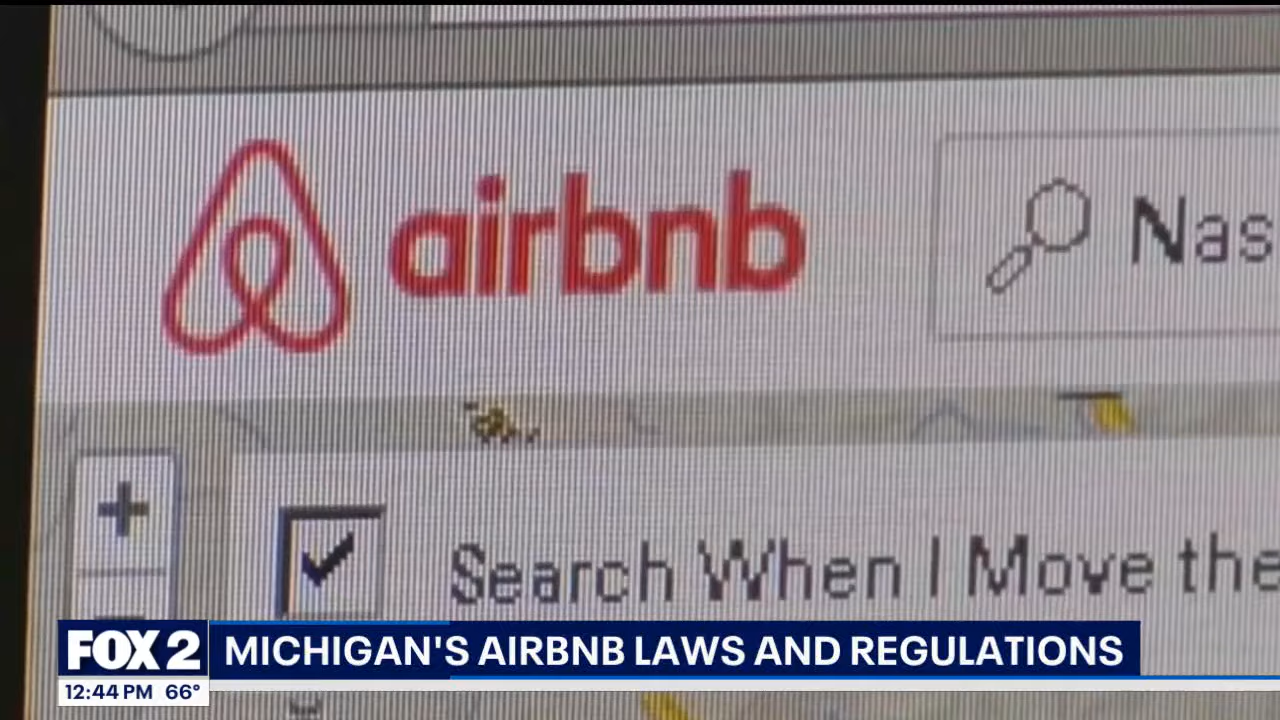 airbnb
Nas
+
Search When I Move the
FOX 2
MICHIGAN'S AIRBNB LAWS AND REGULATIONS
12:44 PM 66°